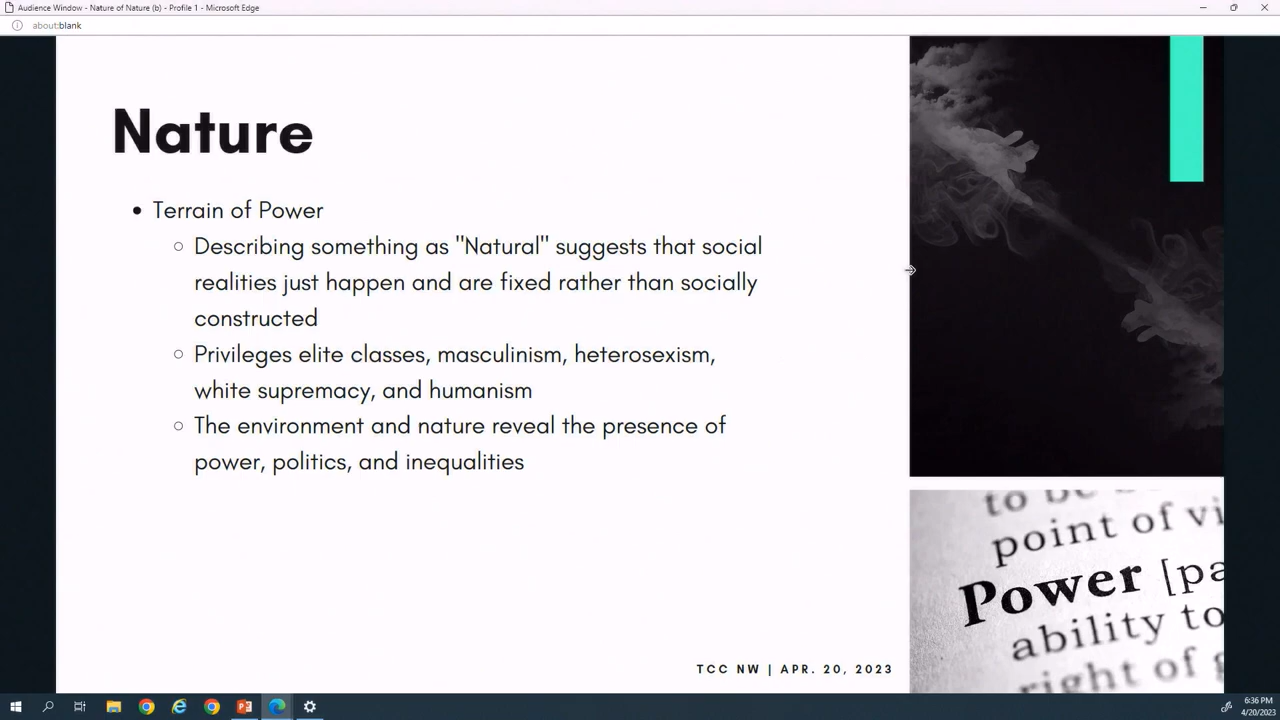 Audience Window - Nature of Nature (b) - Profile 1 - Microsoft Edge
about:blank
Nature
• Terrain of Power
○ Describing something as "Natural" suggests that social
realities just happen and are fixed rather than socially
constructed
○ Privileges elite classes, masculinism, heterosexism,
white supremacy, and humanism
○ The environment and nature reveal the presence of
power, politics, and inequalities
to be
point of vi
Power [pa
ability to
right of
TCC NW | APR. 20, 2023
6:36 PM
4/20/2023